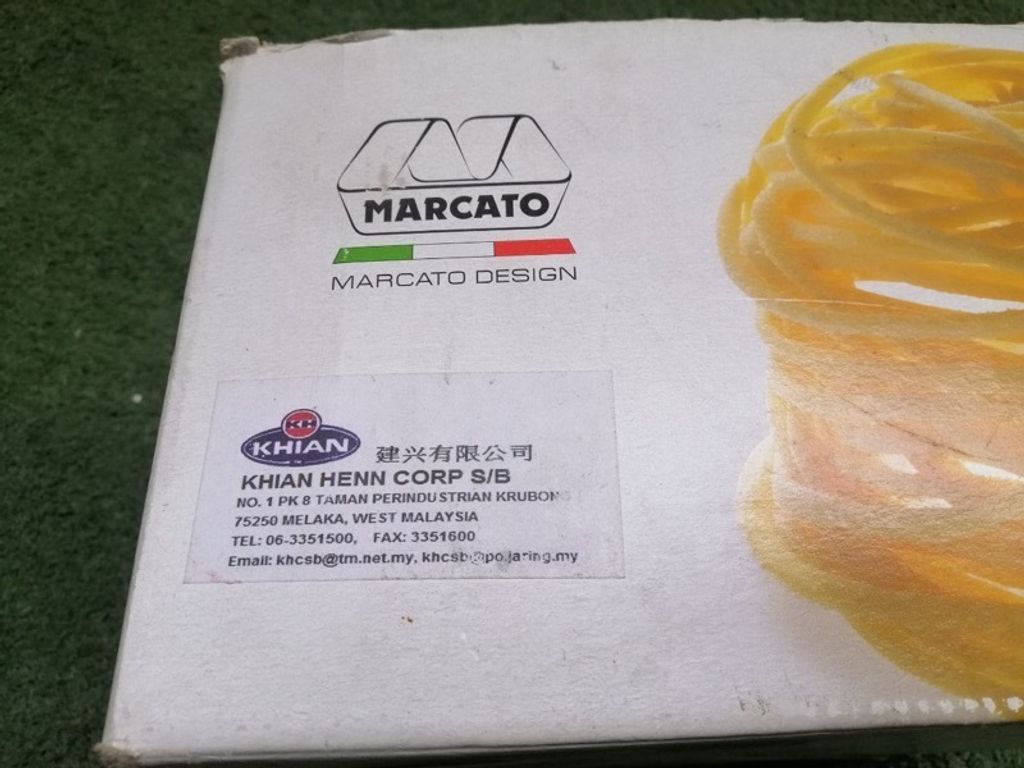 MARCATO
MARCATO DESIGN
KH
KHIAN
建兴有限公司
KHIAN HENN CORP S/B
NO. 1 PK 8 TAMAN PERINDUSTRIAN KRUBONG
75250 MELAKA, WEST MALAYSIA
TEL: 06-3351500, FAX: 3351600
Email: khcsb@tm.net.my, khcsb@po.jaring.my